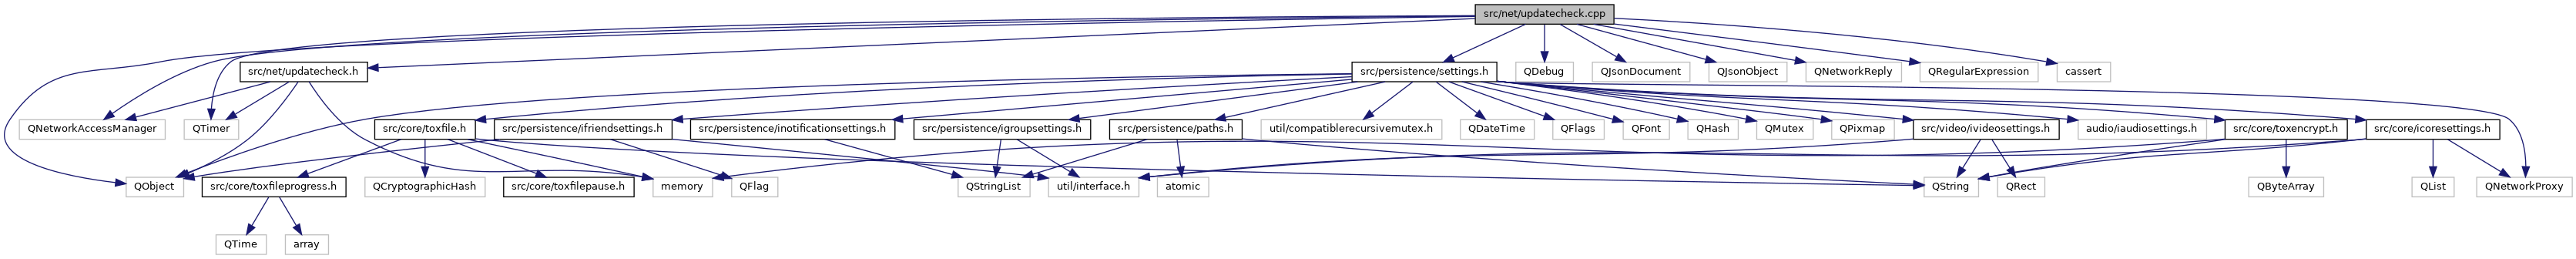 src/net/updatecheck.cpp
src/net/updatecheck.h
src/persistence/settings.h
QDebug
QJsonDocument
QJsonObject
QNetworkReply
QRegularExpression
cassert
QNetworkAccessManager
QTimer
src/core/toxfile.h
src/persistence/ifriendsettings.h
src/persistence/inotificationsettings.h
src/persistence/igroupsettings.h
src/persistence/paths.h
util/compatiblerecursivemutex.h
QDateTime
QFlags
QFont
QHash
QMutex
QPixmap
src/video/ivideosettings.h
audio/iaudiosettings.h
src/core/toxencrypt.h
src/core/icoresettings.h
QObject
src/core/toxfileprogress.h
QCryptographicHash
src/core/toxfilepause.h
memory
QFlag
QStringList
util/interface.h
atomic
QString
QRect
QByteArray
QList
QNetworkProxy
QTime
array